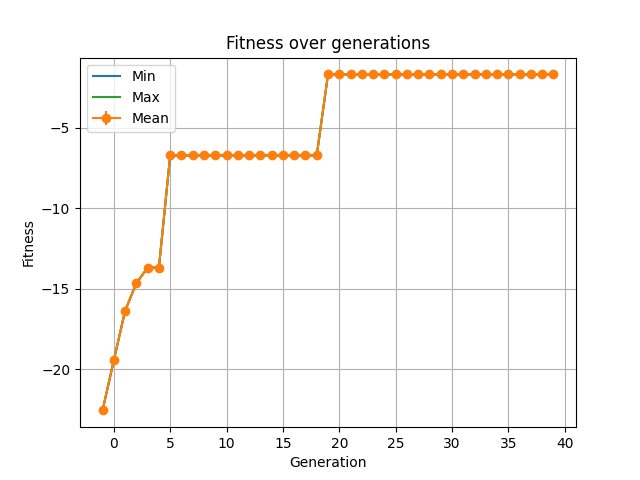 Fitness over generations
Min
Max
Mean
−5
−10
−15
−20
Fitness
0 5 10 15 20 25 30 35 40
Generation